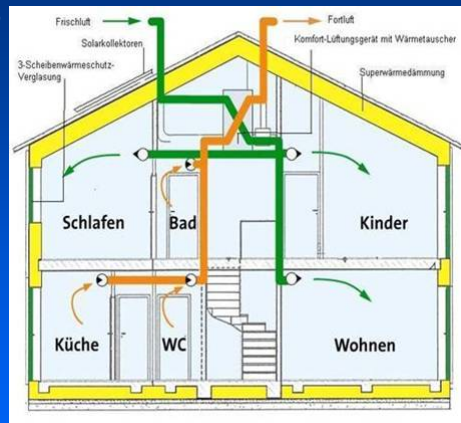 Frischluft
Fortluft
Solarkollektoren
Komfort-Lüftungsgerät mit Wärmetauscher
3-Scheibenwärmeschutz-
Verglasung
Superwärmedämmung
Schlafen
Bad
Kinder
Küche
WC
Wohnen